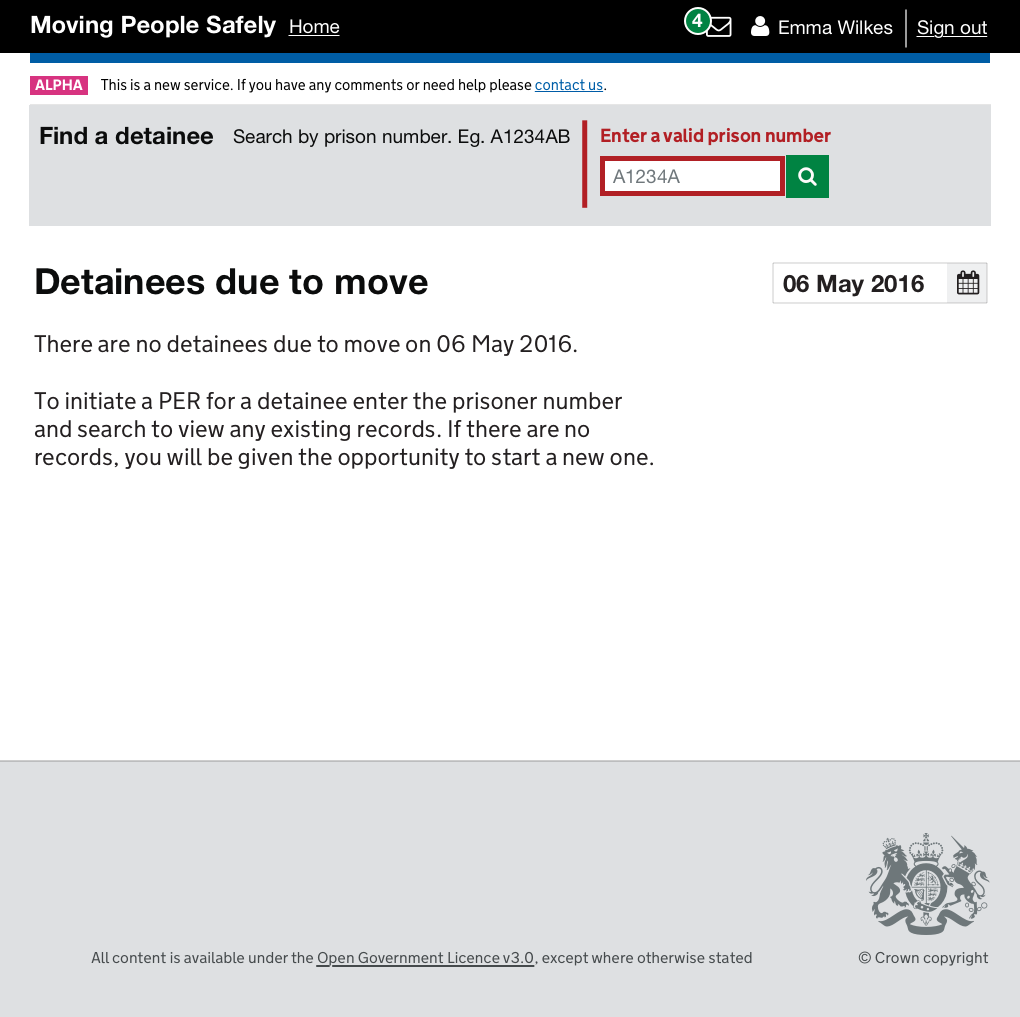 Moving People Safely Home 4 Emma Wilkes Sign out
ALPHA This is a new service. If you have any comments or need help please contact us.
Find a detainee Search by prison number. Eg. A1234AB Enter a valid prison number
A1234A
Detainees due to move 06 May 2016
There are no detainees due to move on 06 May 2016.
To initiate a PER for a detainee enter the prisoner number
and search to view any existing records. If there are no
records, you will be given the opportunity to start a new one.
All content is available under the Open Government Licence v3.0, except where otherwise stated © Crown copyright